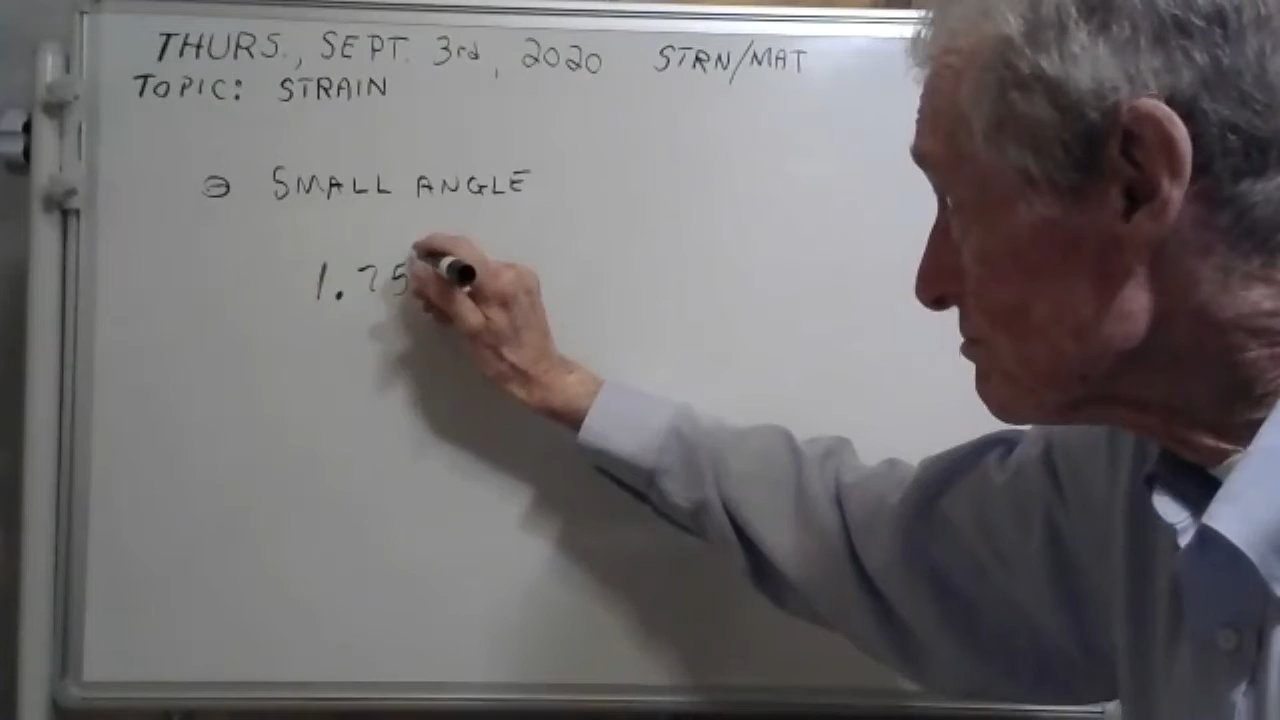 THURS., SEPT. 3rd, 2020 STRN/MAT
TOPIC: STRAIN
⊖ SMALL ANGLE
1.75